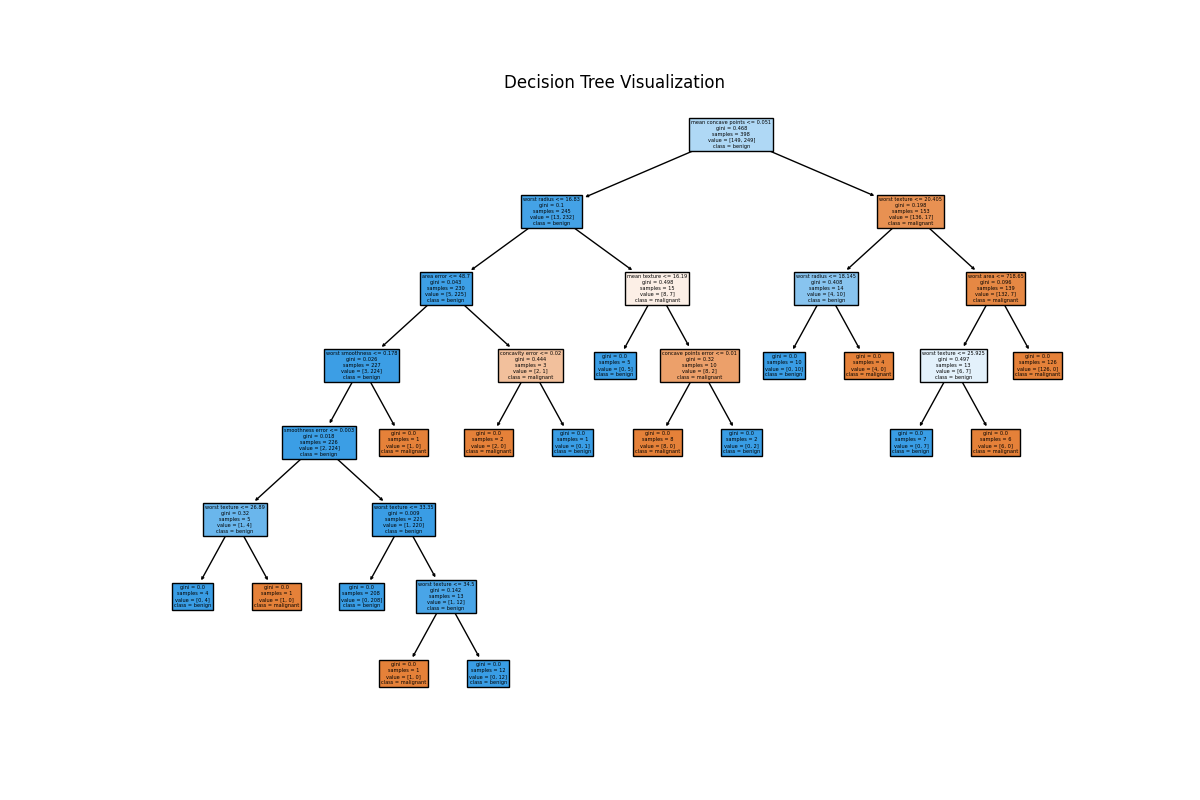 Decision Tree Visualization
mean concave points <= 0.051
gini = 0.468
samples = 398
value = [149, 249]
class = benign
worst radius <= 16.83
gini = 0.1
samples = 245
value = [13, 232]
class = benign
worst texture <= 20.405
gini = 0.198
samples = 153
value = [136, 17]
class = malignant
area error <= 48.7
gini = 0.043
samples = 230
value = [5, 225]
class = benign
mean texture <= 16.19
gini = 0.498
samples = 15
value = [8, 7]
class = malignant
worst radius <= 18.145
gini = 0.408
samples = 14
value = [4, 10]
class = benign
worst area <= 718.65
gini = 0.096
samples = 139
value = [132, 7]
class = malignant
worst smoothness <= 0.178
gini = 0.026
samples = 227
value = [3, 224]
class = benign
concavity error <= 0.02
gini = 0.444
samples = 3
value = [2, 1]
class = malignant
gini = 0.0
samples = 5
value = [0, 5]
class = benign
concave points error <= 0.01
gini = 0.32
samples = 10
value = [8, 2]
class = malignant
gini = 0.0
samples = 10
value = [0, 10]
class = benign
gini = 0.0
samples = 4
value = [4, 0]
class = malignant
worst texture <= 25.925
gini = 0.497
samples = 13
value = [6, 7]
class = benign
gini = 0.0
samples = 126
value = [126, 0]
class = malignant
smoothness error <= 0.003
gini = 0.018
samples = 226
value = [2, 224]
class = benign
gini = 0.0
samples = 1
value = [1, 0]
class = malignant
gini = 0.0
samples = 2
value = [2, 0]
class = malignant
gini = 0.0
samples = 1
value = [0, 1]
class = benign
gini = 0.0
samples = 8
value = [8, 0]
class = malignant
gini = 0.0
samples = 2
value = [0, 2]
class = benign
gini = 0.0
samples = 7
value = [0, 7]
class = benign
gini = 0.0
samples = 6
value = [6, 0]
class = malignant
worst texture <= 26.89
gini = 0.32
samples = 5
value = [1, 4]
class = benign
worst texture <= 33.35
gini = 0.009
samples = 221
value = [1, 220]
class = benign
gini = 0.0
samples = 4
value = [0, 4]
class = benign
gini = 0.0
samples = 1
value = [1, 0]
class = malignant
gini = 0.0
samples = 208
value = [0, 208]
class = benign
worst texture <= 34.5
gini = 0.142
samples = 13
value = [1, 12]
class = benign
gini = 0.0
samples = 1
value = [1, 0]
class = malignant
gini = 0.0
samples = 12
value = [0, 12]
class = benign